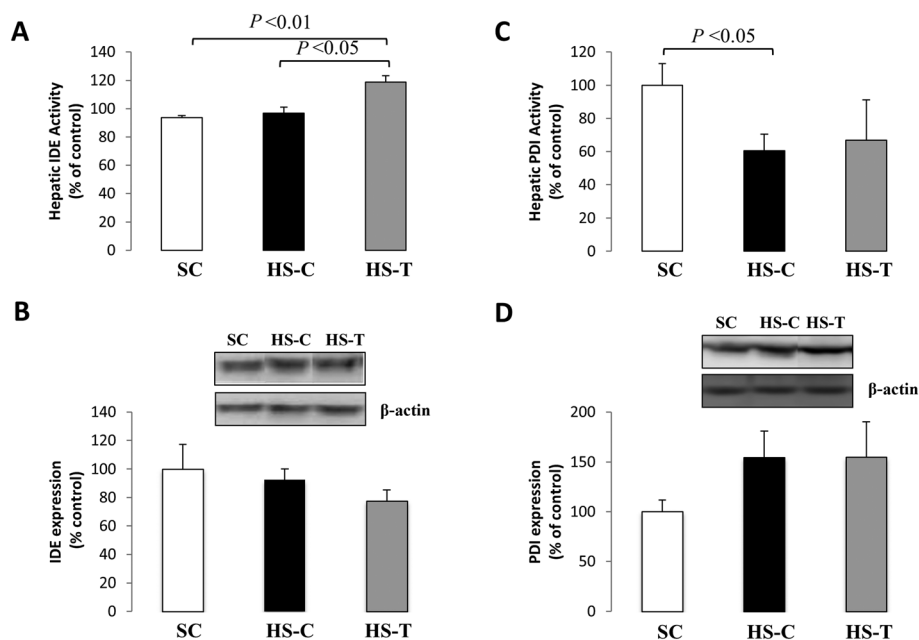 A
P <0.01
P <0.05
Hepatic IDE Activity
(% of control)
140
120
100
80
60
40
20
0
SC HS-C HS-T
C
P <0.05
Hepatic PDI Activity
(% of control)
120
100
80
60
40
20
0
SC HS-C HS-T
B
SC HS-C HS-T
β-actin
IDE expression
(% control)
140
120
100
80
60
40
20
0
SC HS-C HS-T
D
SC HS-C HS-T
β-actin
PDI expression
(% of control)
200
150
100
50
0
SC HS-C HS-T